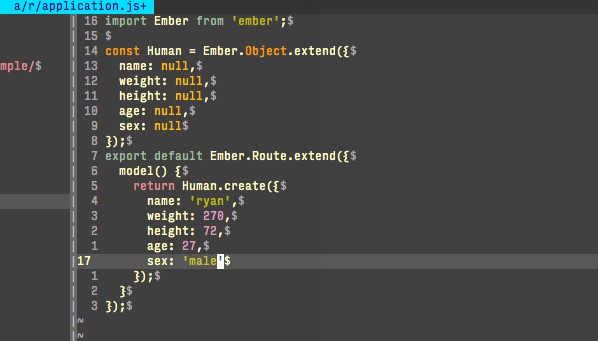 a/r/application.js+
16 import Ember from 'ember';$
15 $
14 const Human = Ember.Object.extend({$
mple/$
13   name: null,$
12   weight: null,$
11   height: null,$
10   age: null,$
9   sex: null$
8 });$
7 export default Ember.Route.extend({$
6   model() {$
5     return Human.create({$
4       name: 'ryan',$
3       weight: 270,$
2       height: 72,$
1       age: 27,$
17       sex: 'male'$
1     });$
2   }$
3 });$
~
~